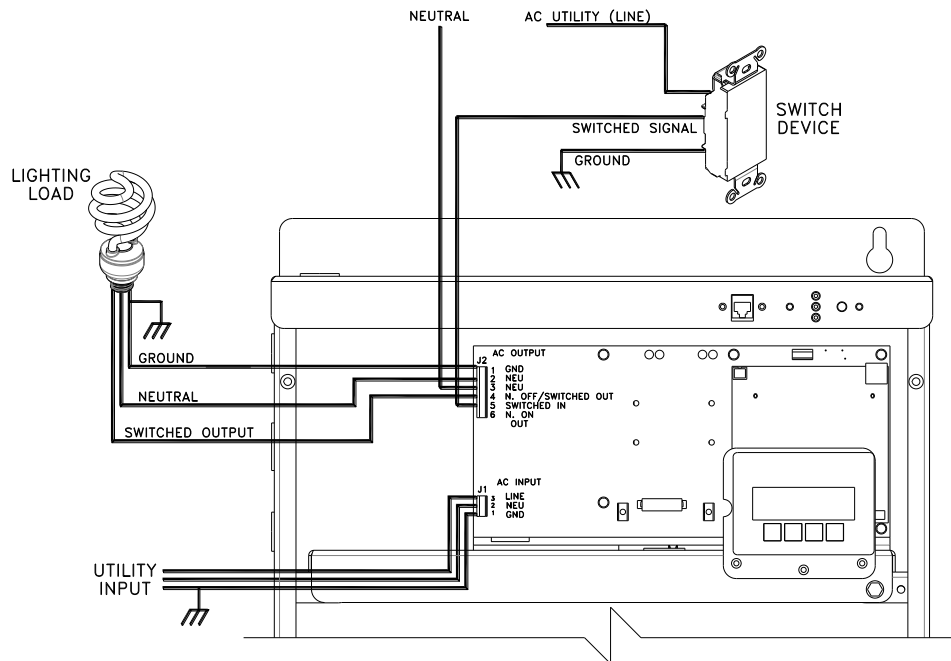 NEUTRAL
AC UTILITY (LINE)
SWITCH
DEVICE
SWITCHED SIGNAL
GROUND
LIGHTING
LOAD
GROUND
NEUTRAL
SWITCHED OUTPUT
J2
AC OUTPUT
1 GND
2 NEU
3 NEU
4 N. OFF/SWITCHED OUT
5 SWITCHED IN
6 N. ON
OUT
AC INPUT
J1
3 LINE
2 NEU
1 GND
UTILITY
INPUT